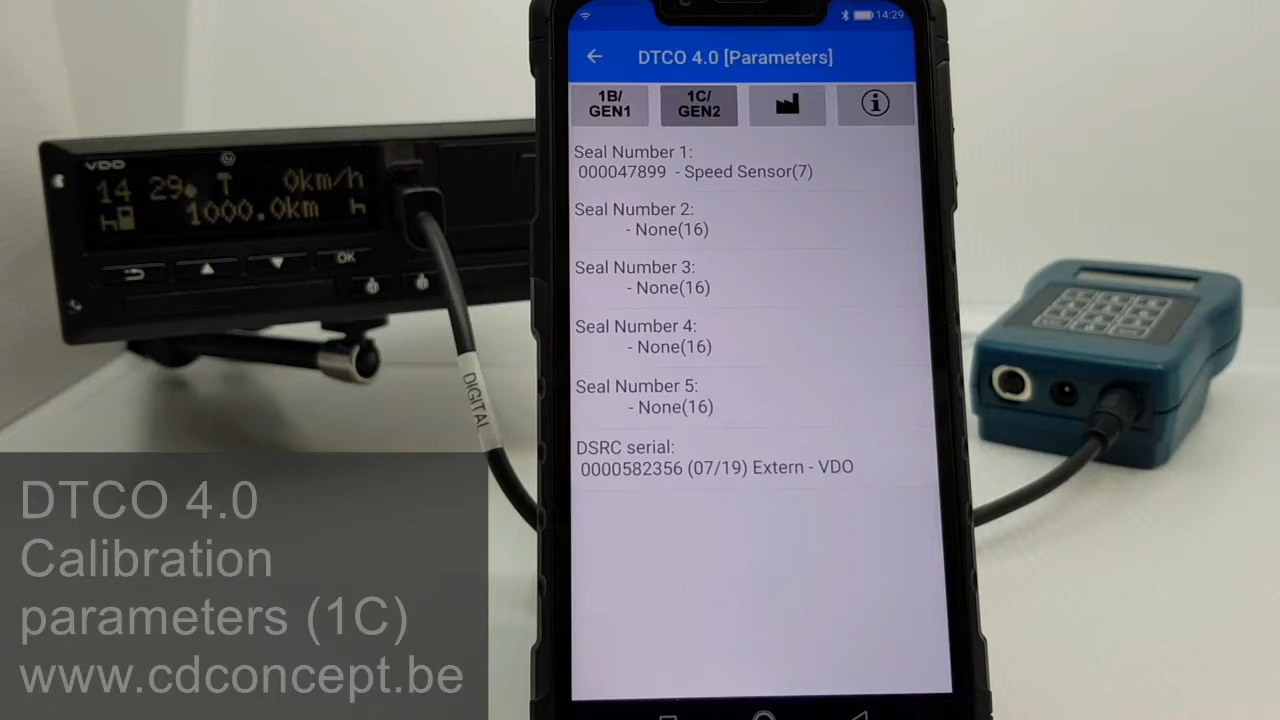 14:29
DTCO 4.0 [Parameters]
1B/
GEN1
1C/
GEN2
Seal Number 1:
000047899 - Speed Sensor(7)
Seal Number 2:
- None(16)
Seal Number 3:
- None(16)
Seal Number 4:
- None(16)
Seal Number 5:
- None(16)
DSRC serial:
0000582356 (07/19) Extern - VDO
VDO
14 29 T 0km/h
1000.0km h
OK
DIGITAL
DTCO 4.0
Calibration
parameters (1C)
www.cdconcept.be